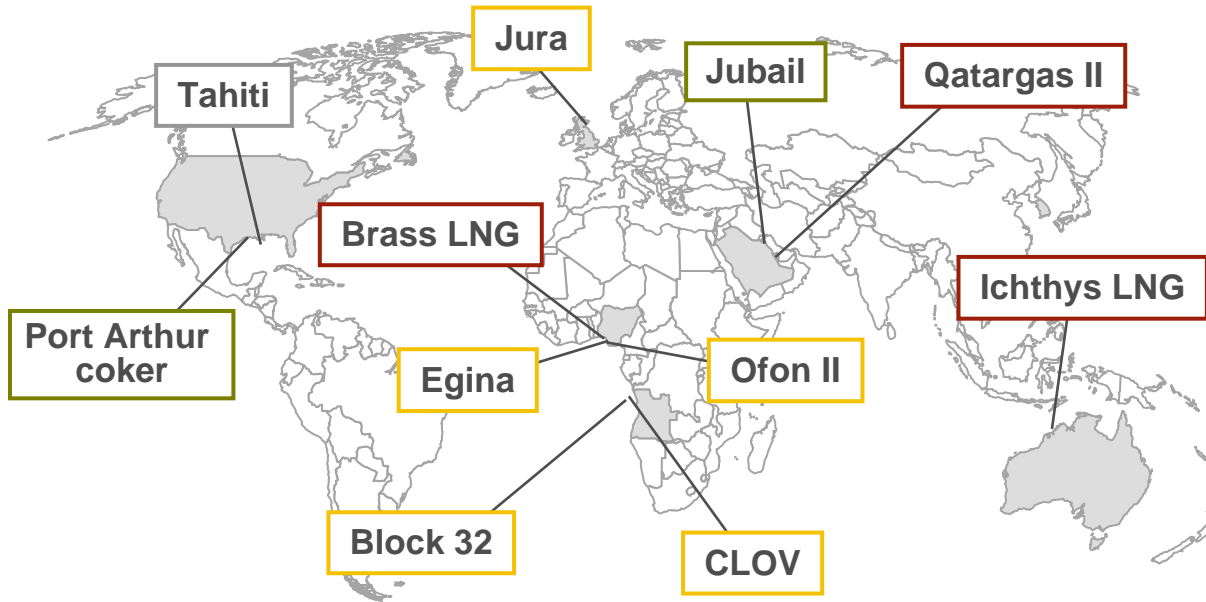 Jura
Jubail
Qatargas II
Tahiti
Brass LNG
Ichthys LNG
Port Arthur
coker
Egina
Ofon II
Block 32
CLOV